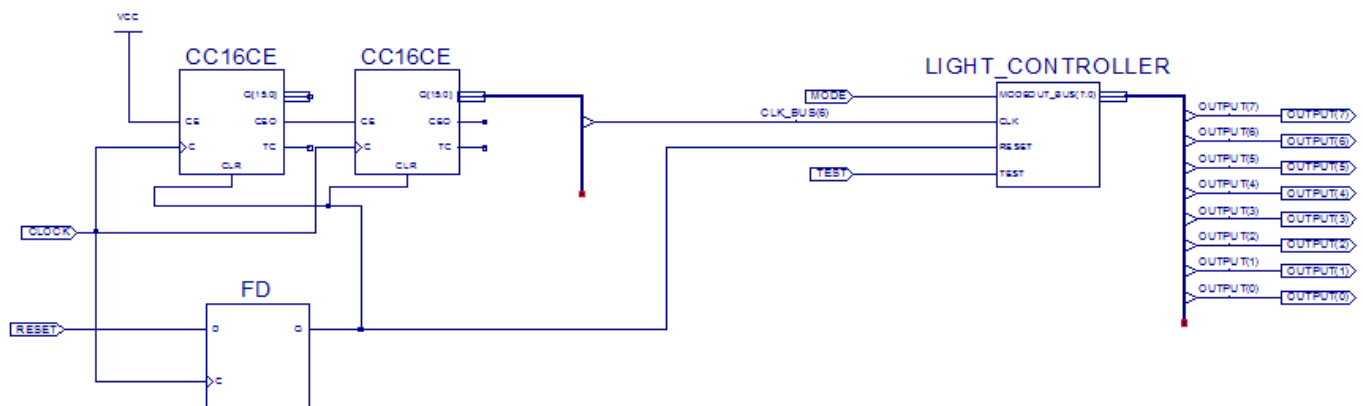 VCC
CC16CE
CC16CE
LIGHT_CONTROLLER
Q[15:0]
CE
CEO
C
TC
CLR
Q[15:0]
CE
CEO
C
TC
CLR
MODE
CLK_BUS(6)
TEST
MODEOUT_BUS(7:0)
CLK
RESET
TEST
OUTPUT(7) OUTPUT(7)
OUTPUT(6) OUTPUT(6)
OUTPUT(5) OUTPUT(5)
OUTPUT(4) OUTPUT(4)
OUTPUT(3) OUTPUT(3)
OUTPUT(2) OUTPUT(2)
OUTPUT(1) OUTPUT(1)
OUTPUT(0) OUTPUT(0)
CLOCK
FD
RESET
D
Q
C